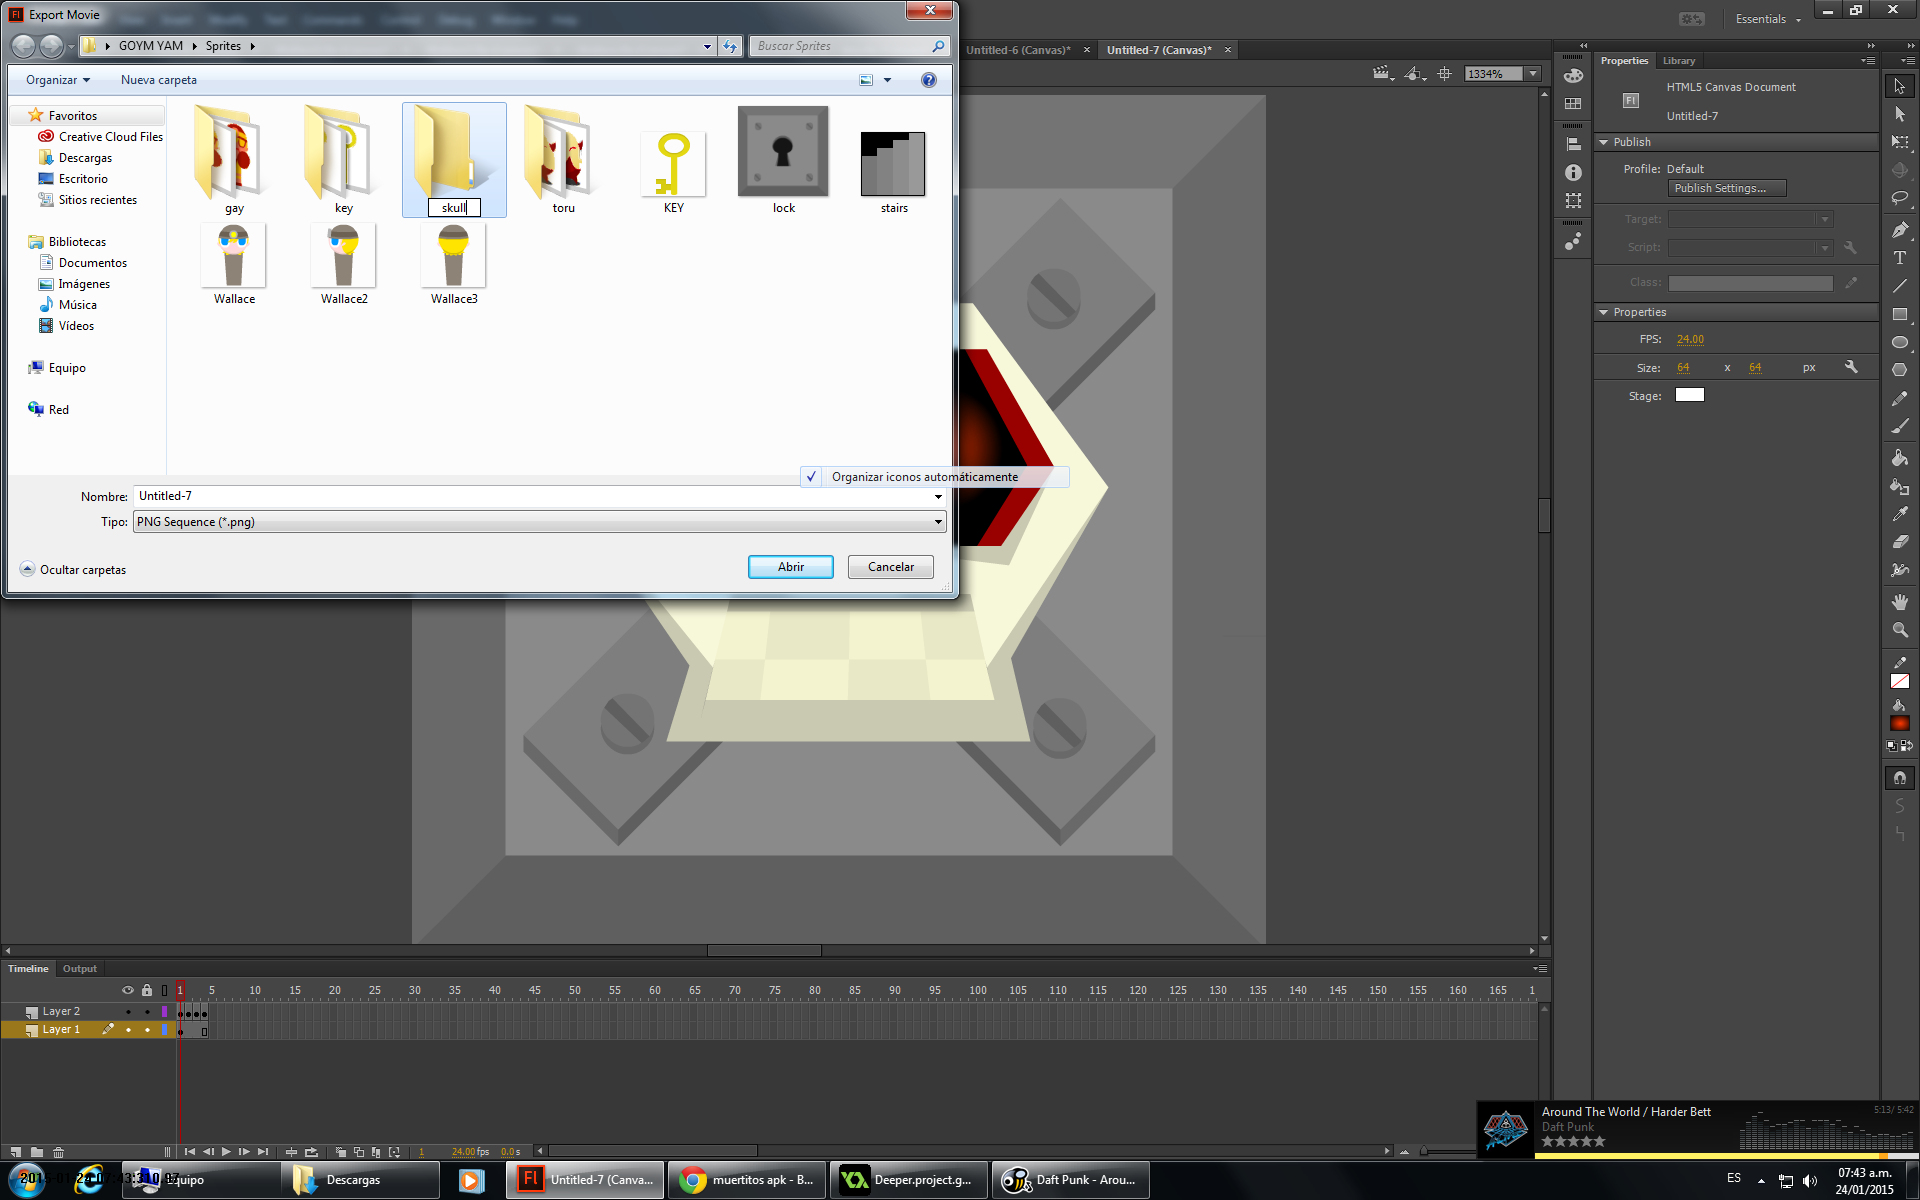 Export Movie
GOYM YAM
Sprites
Buscar Sprites
Organizar
Nueva carpeta
Favoritos
Creative Cloud Files
Descargas
Escritorio
Sitios recientes
Bibliotecas
Documentos
Imágenes
Música
Vídeos
Equipo
Red
gay
key
skull
toru
KEY
lock
stairs
Wallace
Wallace2
Wallace3
Organizar iconos automáticamente
Nombre: Untitled-7
Tipo: PNG Sequence (*.png)
Ocultar carpetas
Abrir
Cancelar
Untitled-6 (Canvas)*
Untitled-7 (Canvas)*
1334%
Essentials
Properties
Library
Fl
HTML5 Canvas Document
Untitled-7
Publish
Profile: Default
Publish Settings...
Target:
Script:
Class:
Properties
FPS: 24.00
Size: 64 x 64 px
Stage:
Timeline
Output
1 5 10 15 20 25 30 35 40 45 50 55 60 65 70 75 80 85 90 95 100 105 110 115 120 125 130 135 140 145 150 155 160 165 1
Layer 2
Layer 1
1 24.00 fps 0.0 s
Around The World / Harder Bett
5:13/ 5:42
Daft Punk
Equipo
Descargas
Untitled-7 (Canva...
muertitos apk - B...
Deeper.project.g...
Daft Punk - Arou...
ES
07:43 a.m.
24/01/2015